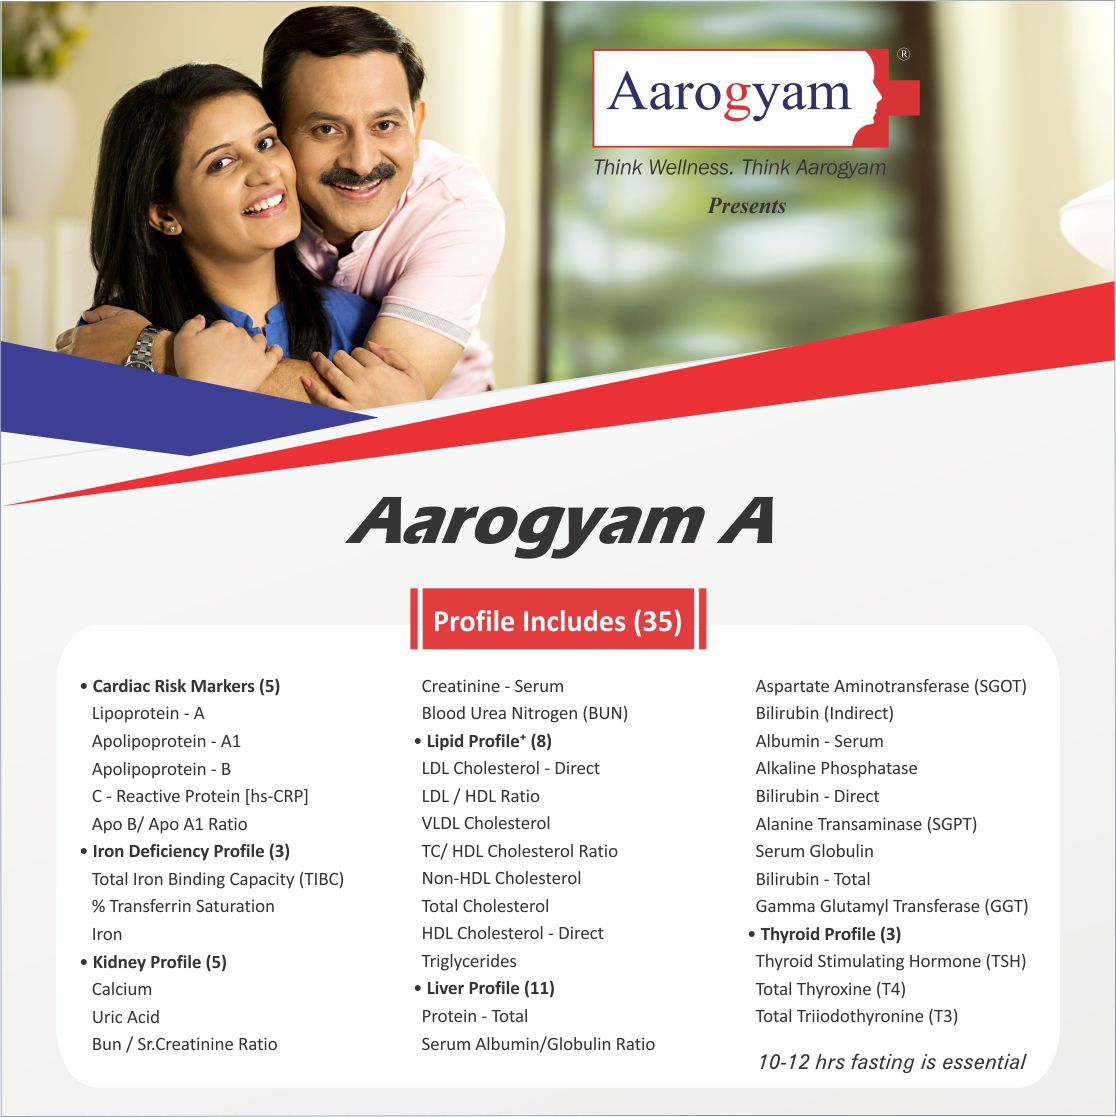 Aarogyam®
Think Wellness. Think Aarogyam
Presents
Aarogyam A
Profile Includes (35)
• Cardiac Risk Markers (5)
Lipoprotein - A
Apolipoprotein - A1
Apolipoprotein - B
C - Reactive Protein [hs-CRP]
Apo B/ Apo A1 Ratio
• Iron Deficiency Profile (3)
Total Iron Binding Capacity (TIBC)
% Transferrin Saturation
Iron
• Kidney Profile (5)
Calcium
Uric Acid
Bun / Sr.Creatinine Ratio
Creatinine - Serum
Blood Urea Nitrogen (BUN)
• Lipid Profile⁺ (8)
LDL Cholesterol - Direct
LDL / HDL Ratio
VLDL Cholesterol
TC/ HDL Cholesterol Ratio
Non-HDL Cholesterol
Total Cholesterol
HDL Cholesterol - Direct
Triglycerides
• Liver Profile (11)
Protein - Total
Serum Albumin/Globulin Ratio
Aspartate Aminotransferase (SGOT)
Bilirubin (Indirect)
Albumin - Serum
Alkaline Phosphatase
Bilirubin - Direct
Alanine Transaminase (SGPT)
Serum Globulin
Bilirubin - Total
Gamma Glutamyl Transferase (GGT)
• Thyroid Profile (3)
Thyroid Stimulating Hormone (TSH)
Total Thyroxine (T4)
Total Triiodothyronine (T3)
10-12 hrs fasting is essential